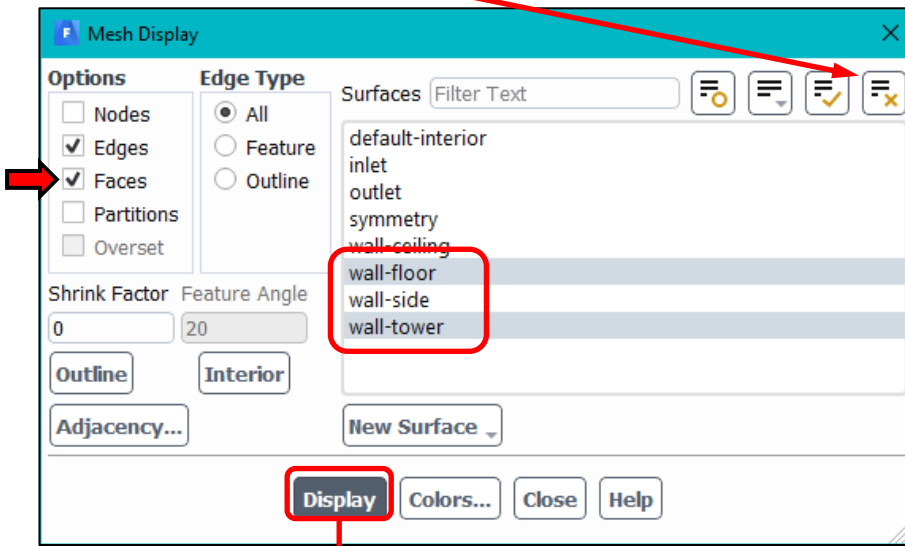 F Mesh Display
Options Edge Type Surfaces Filter Text
Nodes All
Edges Feature
Faces Outline
Partitions
Overset
default-interior
inlet
outlet
symmetry
wall-ceiling
wall-floor
wall-side
wall-tower
Shrink Factor Feature Angle
0 20
Outline Interior
Adjacency... New Surface
Display Colors... Close Help